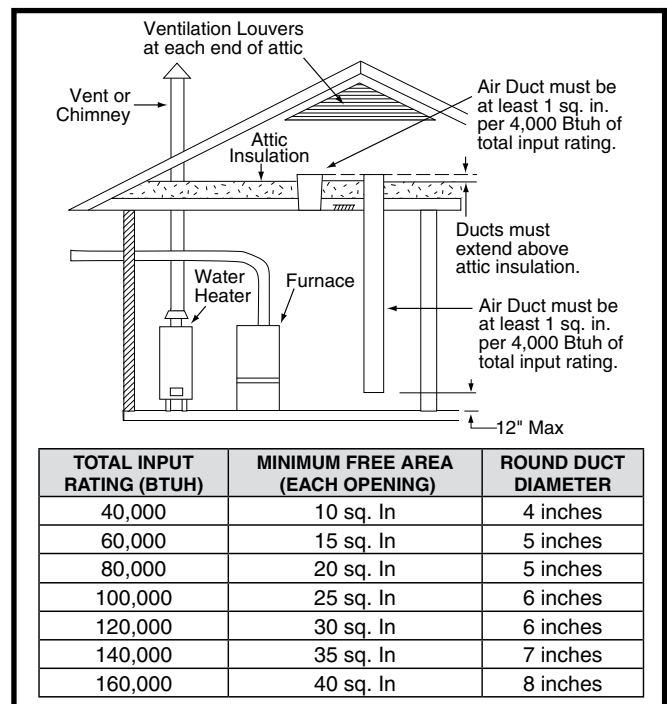 Ventilation Louvers
at each end of attic
Vent or
Chimney
Air Duct must be
at least 1 sq. in.
per 4,000 Btuh of
total input rating.
Attic
Insulation
Ducts must
extend above
attic insulation.
Water
Heater
Furnace
Air Duct must be
at least 1 sq. in.
per 4,000 Btuh of
total input rating.
12" Max
TOTAL INPUT RATING (BTUH) MINIMUM FREE AREA (EACH OPENING) ROUND DUCT DIAMETER
40,000 10 sq. In 4 inches
60,000 15 sq. In 5 inches
80,000 20 sq. In 5 inches
100,000 25 sq. In 6 inches
120,000 30 sq. In 6 inches
140,000 35 sq. In 7 inches
160,000 40 sq. In 8 inches